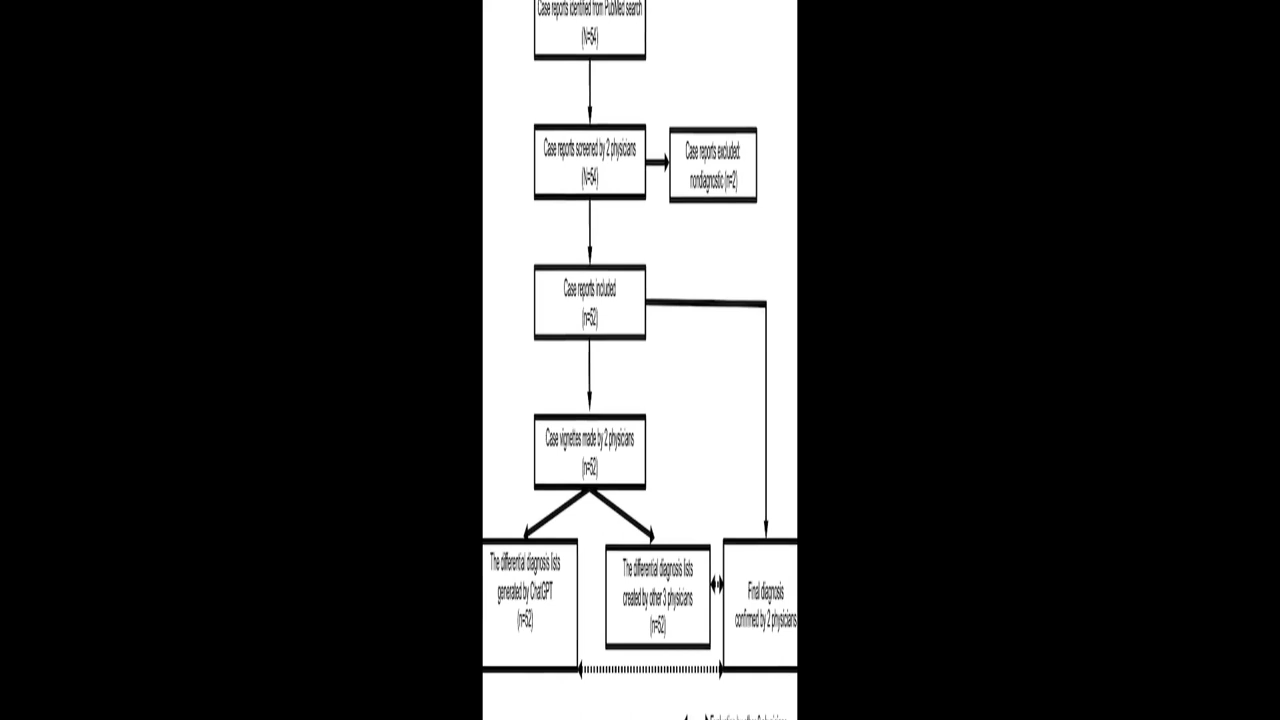 Case reports identified from PubMed search
(N=54)
Case reports screened by 2 physicians
(N=54)
Case reports excluded:
nondiagnostic (n=2)
Case reports included
(n=52)
Case vignettes made by 2 physicians
(n=52)
The differential diagnosis lists
generated by ChatGPT
(n=52)
The differential diagnosis lists
created by other 3 physicians
(n=52)
Final diagnosis
confirmed by 2 physicians